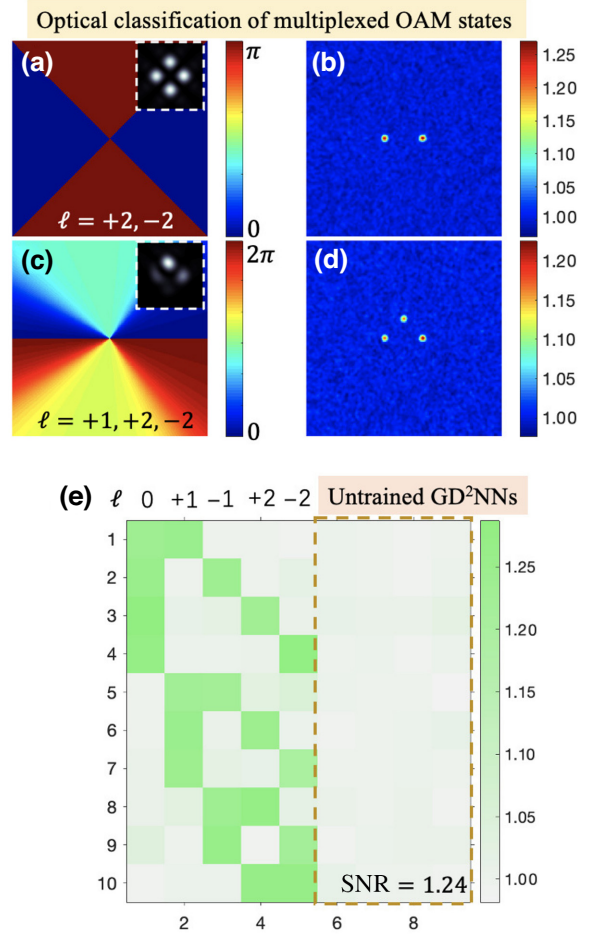 Optical classification of multiplexed OAM states
(a)
ℓ = +2, −2
π
0
(b)
1.25
1.20
1.15
1.10
1.05
1.00
(c)
ℓ = +1, +2, −2
2π
0
(d)
1.20
1.15
1.10
1.05
1.00
(e) ℓ 0 +1 −1 +2 −2 Untrained GD²NNs
1
2
3
4
5
6
7
8
9
10
SNR = 1.24
2 4 6 8
1.25
1.20
1.15
1.10
1.05
1.00